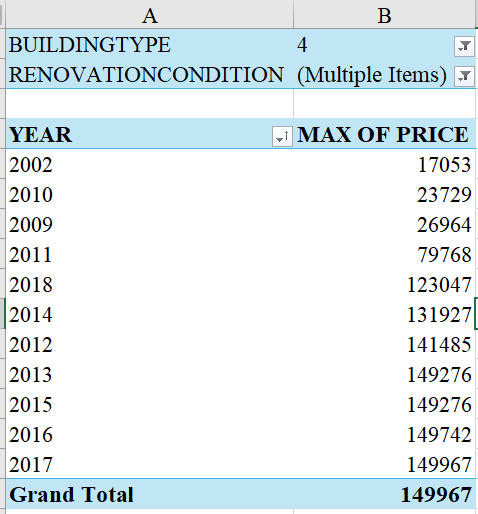 A B
BUILDINGTYPE 4
RENOVATIONCONDITION (Multiple Items)
YEAR MAX OF PRICE
2002 17053
2010 23729
2009 26964
2011 79768
2018 123047
2014 131927
2012 141485
2013 149276
2015 149276
2016 149742
2017 149967
Grand Total 149967